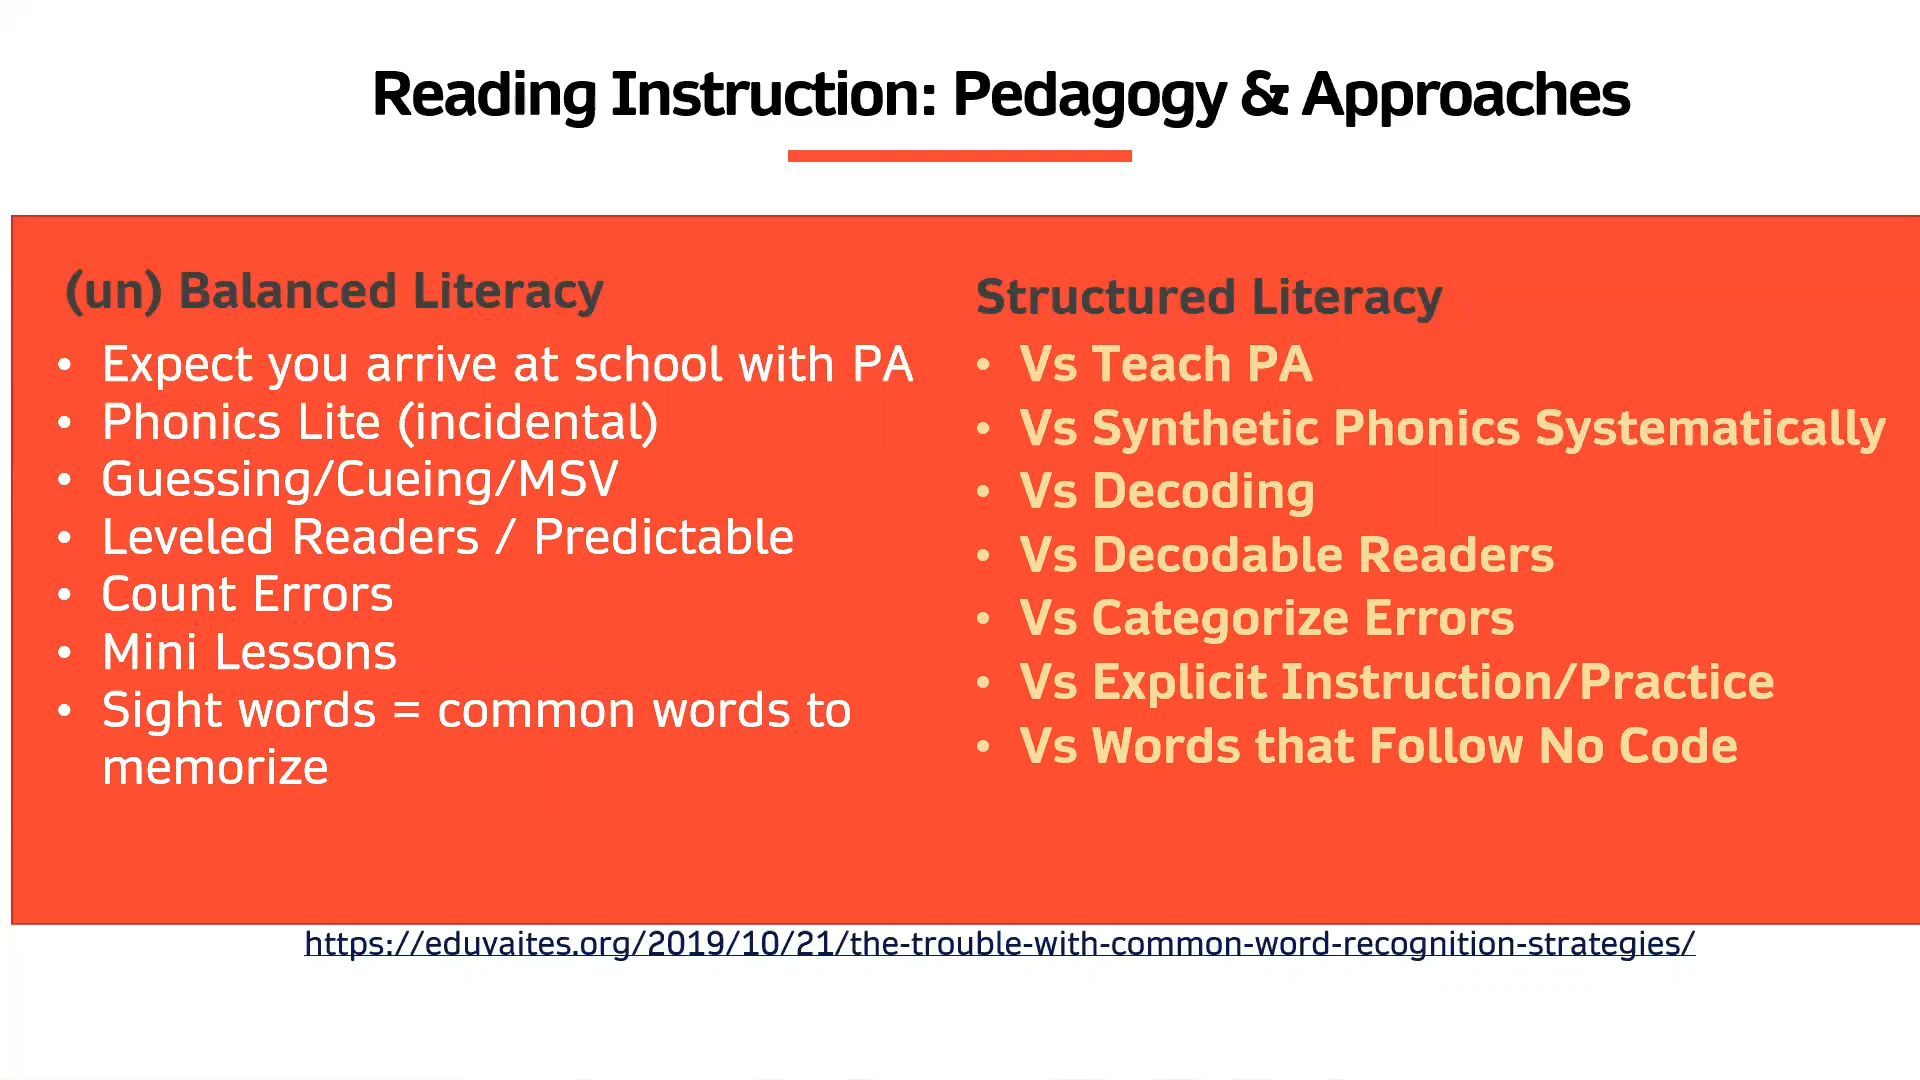 Reading Instruction: Pedagogy & Approaches
(un) Balanced Literacy
• Expect you arrive at school with PA
• Phonics Lite (incidental)
• Guessing/Cueing/MSV
• Leveled Readers / Predictable
• Count Errors
• Mini Lessons
• Sight words = common words to
memorize
Structured Literacy
• Vs Teach PA
• Vs Synthetic Phonics Systematically
• Vs Decoding
• Vs Decodable Readers
• Vs Categorize Errors
• Vs Explicit Instruction/Practice
• Vs Words that Follow No Code
https://eduvaites.org/2019/10/21/the-trouble-with-common-word-recognition-strategies/